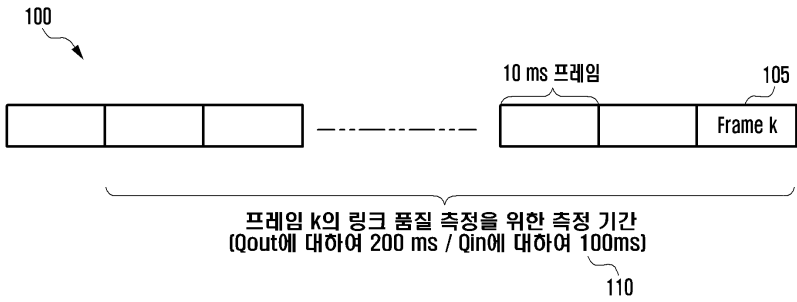 100
10 ms 프레임
105
Frame k
프레임 k의 링크 품질 측정을 위한 측정 기간
(Qout에 대하여 200 ms / Qin에 대하여 100ms)
110